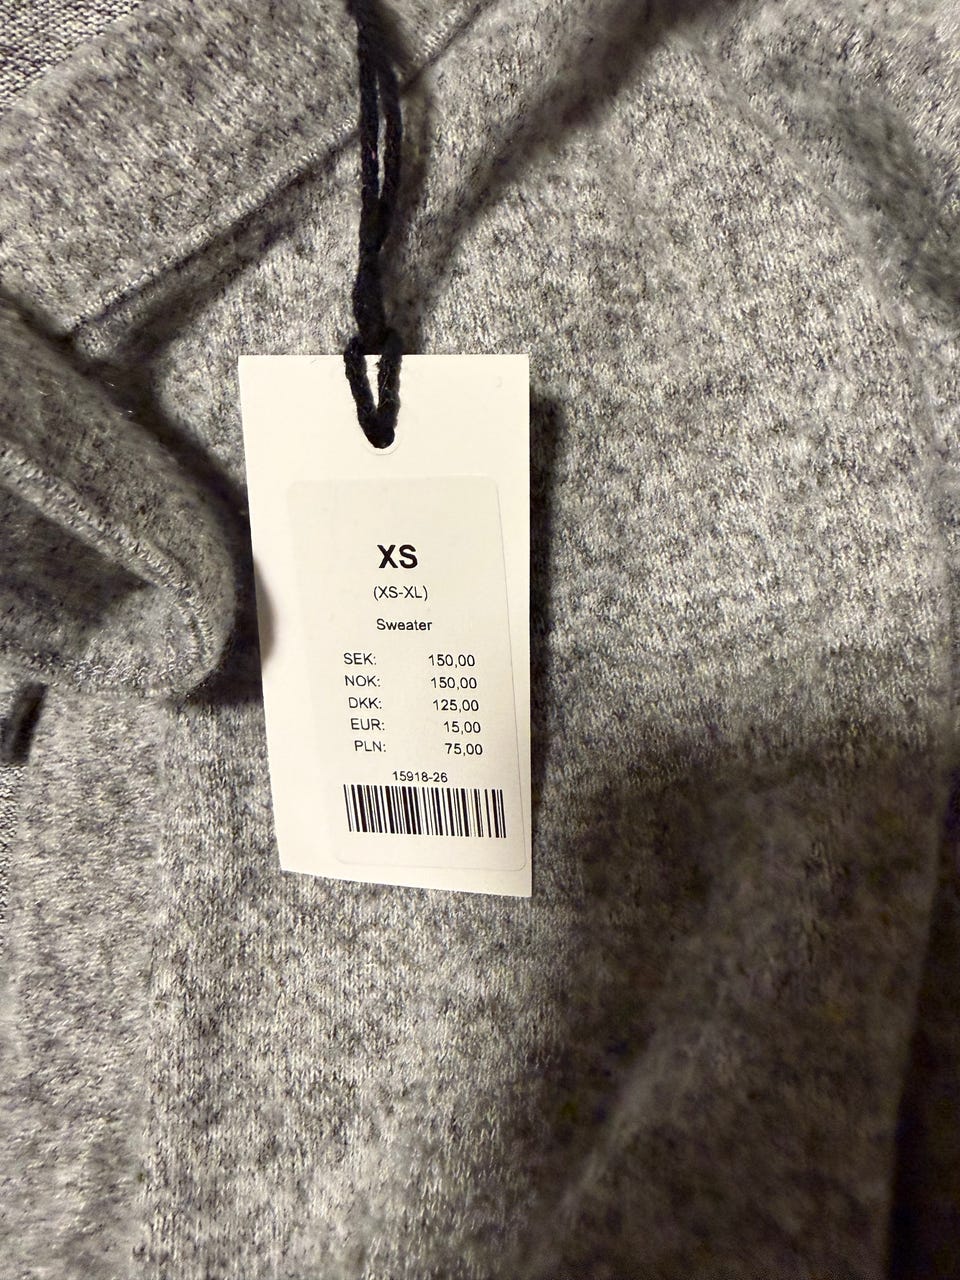 XS
(XS-XL)
Sweater
SEK: 150,00
NOK: 150,00
DKK: 125,00
EUR: 15,00
PLN: 75,00
15918-26